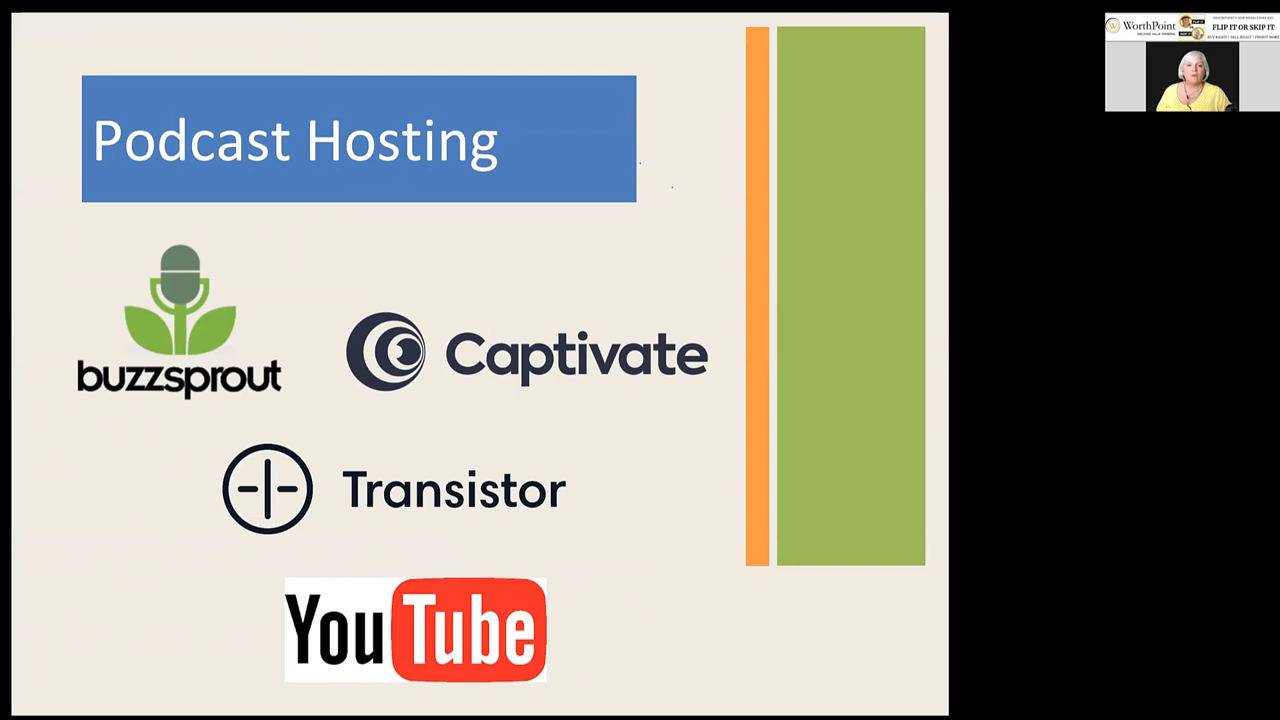 Podcast Hosting
buzzsprout
Captivate
Transistor
YouTube
WorthPoint
FLIP IT OR SKIP IT